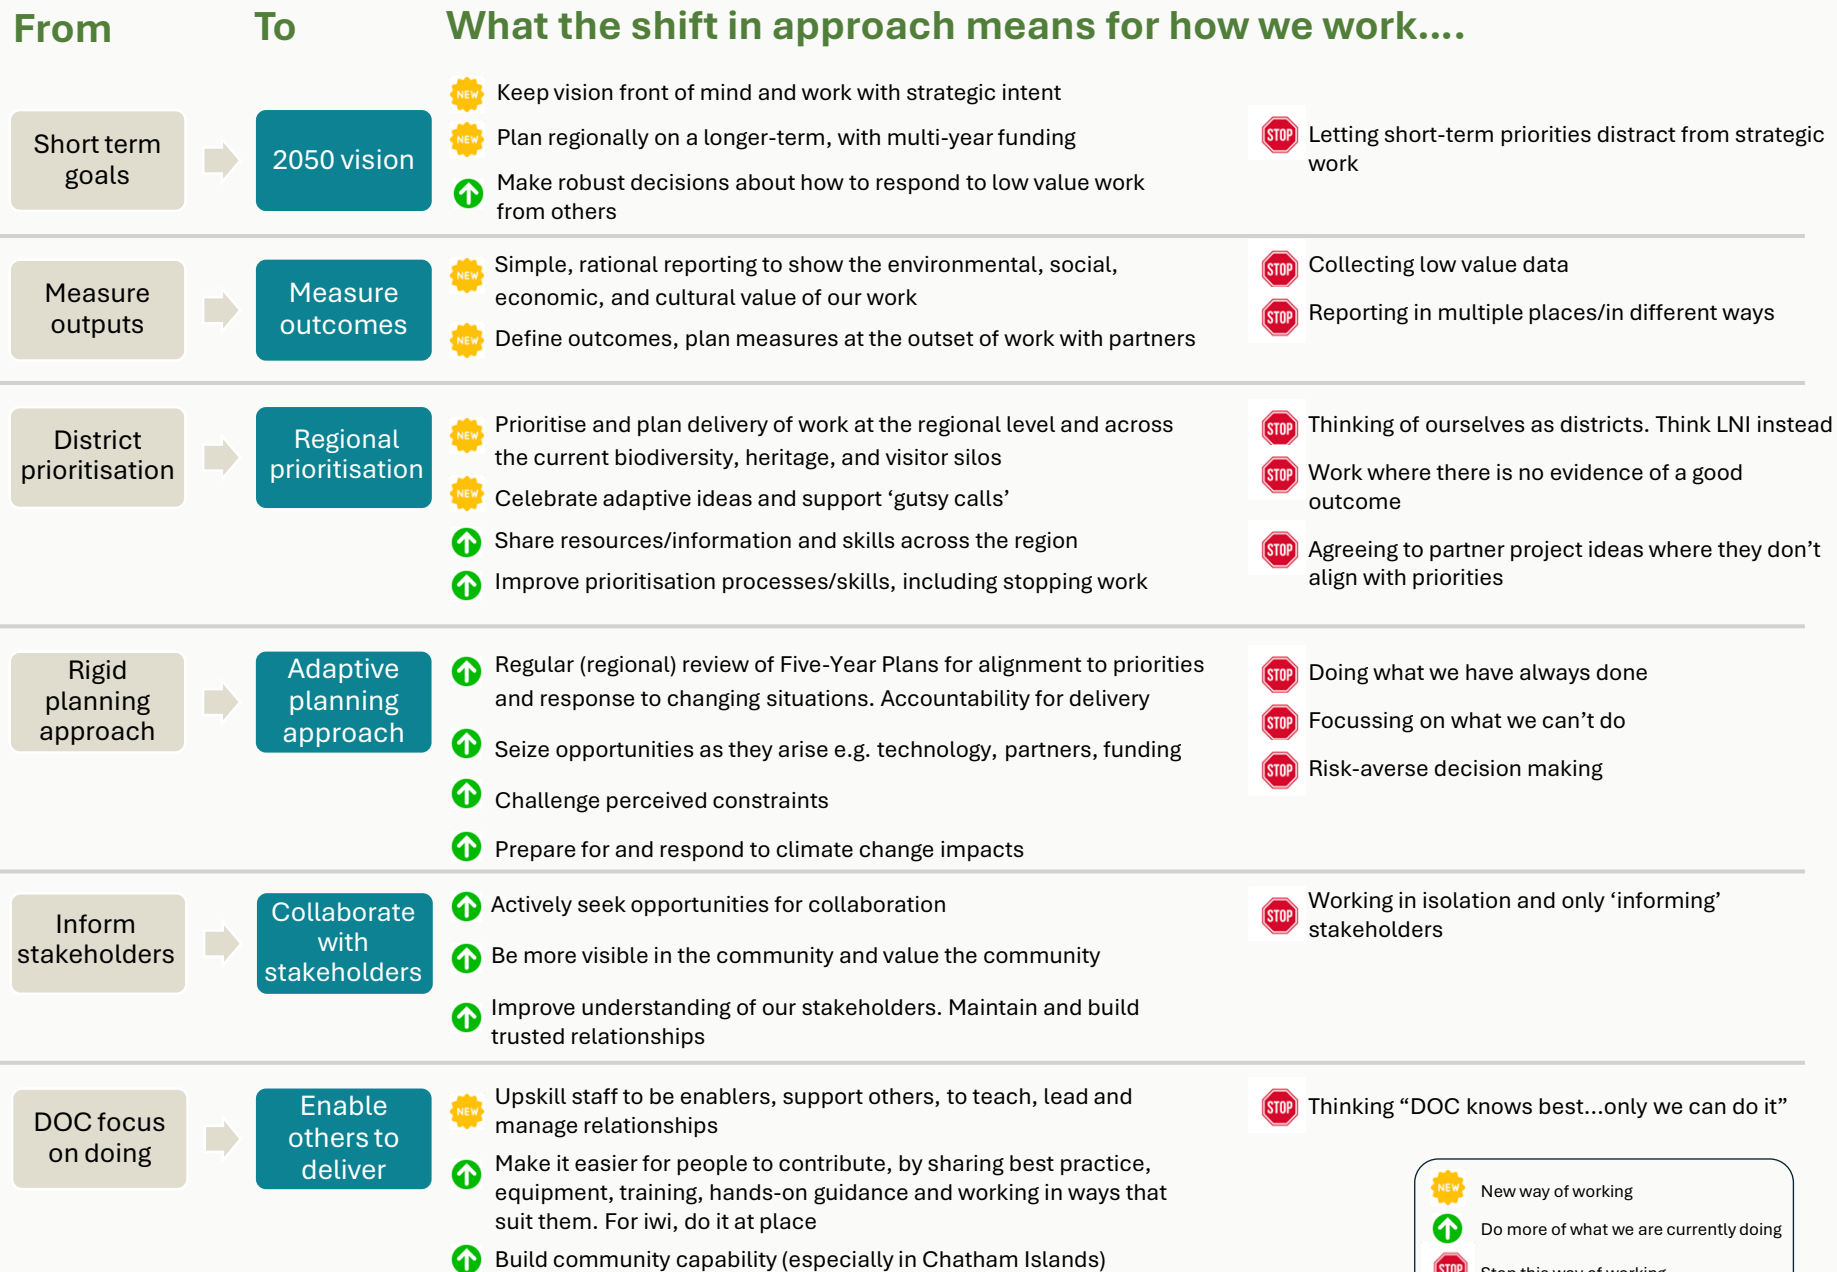 From To What the shift in approach means for how we work....
Short term
goals
2050 vision
NEW Keep vision front of mind and work with strategic intent
NEW Plan regionally on a longer-term, with multi-year funding
Make robust decisions about how to respond to low value work
from others
STOP Letting short-term priorities distract from strategic
work
Measure
outputs
Measure
outcomes
NEW Simple, rational reporting to show the environmental, social,
economic, and cultural value of our work
NEW Define outcomes, plan measures at the outset of work with partners
STOP Collecting low value data
STOP Reporting in multiple places/in different ways
District
prioritisation
Regional
prioritisation
NEW Prioritise and plan delivery of work at the regional level and across
the current biodiversity, heritage, and visitor silos
NEW Celebrate adaptive ideas and support ‘gutsy calls’
Share resources/information and skills across the region
Improve prioritisation processes/skills, including stopping work
STOP Thinking of ourselves as districts. Think LNI instead
STOP Work where there is no evidence of a good
outcome
STOP Agreeing to partner project ideas where they don’t
align with priorities
Rigid
planning
approach
Adaptive
planning
approach
Regular (regional) review of Five-Year Plans for alignment to priorities
and response to changing situations. Accountability for delivery
Seize opportunities as they arise e.g. technology, partners, funding
Challenge perceived constraints
Prepare for and respond to climate change impacts
STOP Doing what we have always done
STOP Focussing on what we can’t do
STOP Risk-averse decision making
Inform
stakeholders
Collaborate
with
stakeholders
Actively seek opportunities for collaboration
Be more visible in the community and value the community
Improve understanding of our stakeholders. Maintain and build
trusted relationships
STOP Working in isolation and only ‘informing’
stakeholders
DOC focus
on doing
Enable
others to
deliver
NEW Upskill staff to be enablers, support others, to teach, lead and
manage relationships
Make it easier for people to contribute, by sharing best practice,
equipment, training, hands-on guidance and working in ways that
suit them. For iwi, do it at place
Build community capability (especially in Chatham Islands)
STOP Thinking “DOC knows best...only we can do it”
NEW New way of working
Do more of what we are currently doing
STOP Stop this way of working